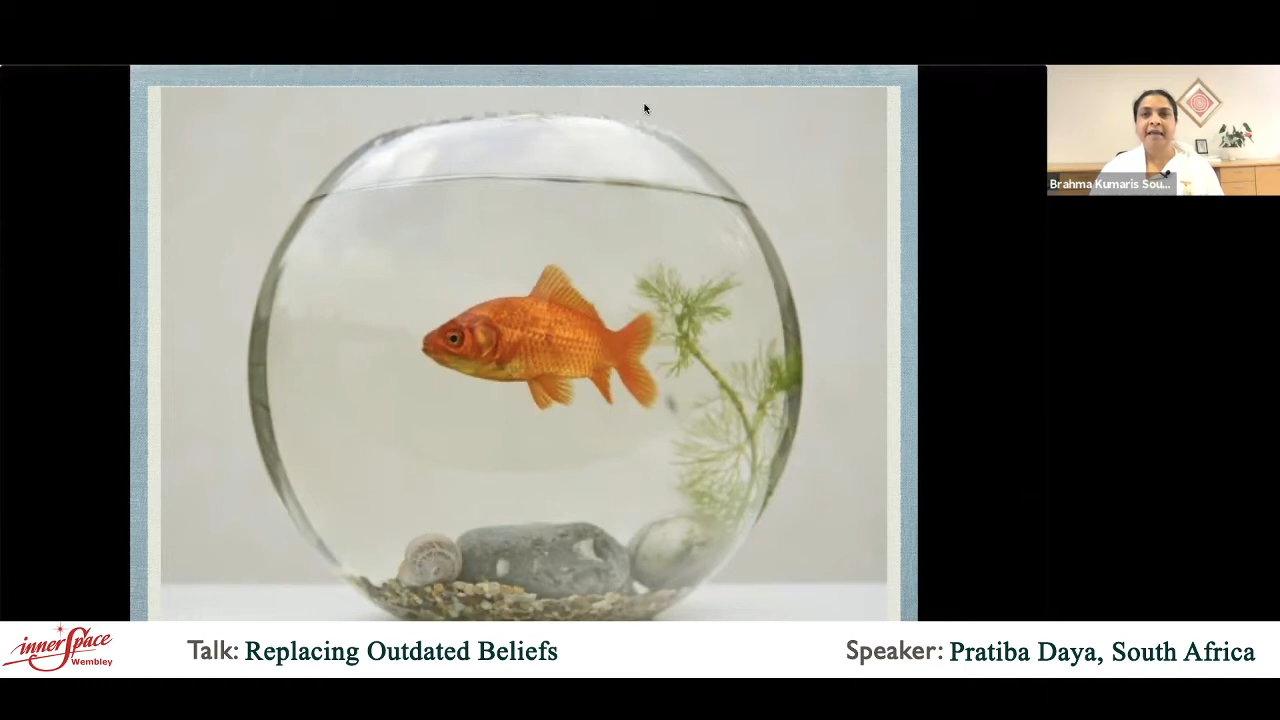 Brahma Kumaris Sou...
innerSpace
Wembley
Talk: Replacing Outdated Beliefs
Speaker: Pratiba Daya, South Africa